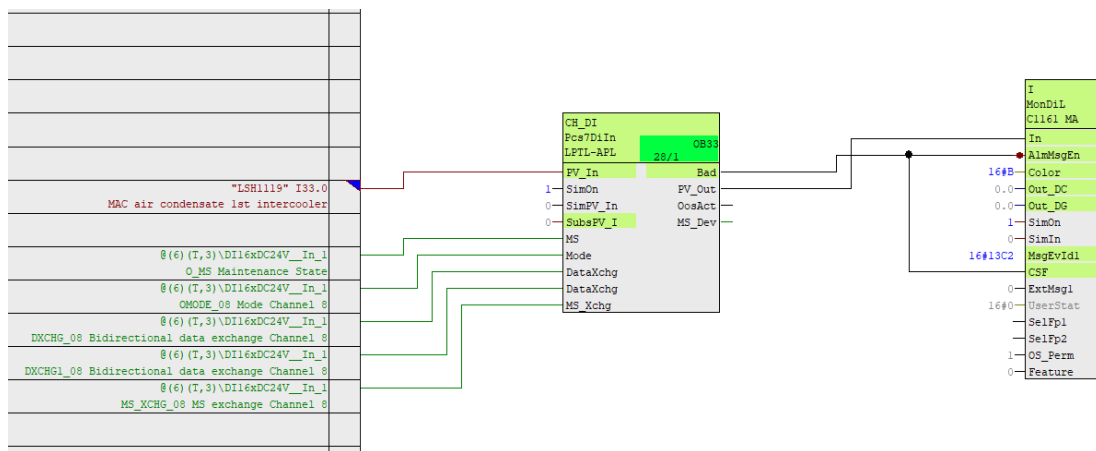 "LSH1119" I33.0
MAC air condensate 1st intercooler
@(6)(T,3)\DI16xDC24V__In_1
O_MS Maintenance State
@(6)(T,3)\DI16xDC24V__In_1
OMODE_08 Mode Channel 8
@(6)(T,3)\DI16xDC24V__In_1
DXCHG_08 Bidirectional data exchange Channel 8
@(6)(T,3)\DI16xDC24V__In_1
DXCHG1_08 Bidirectional data exchange Channel 8
@(6)(T,3)\DI16xDC24V__In_1
MS_XCHG_08 MS exchange Channel 8
CH_DI
Pcs7DiIn
LPTL-APL
OB33
28/1
PV_In Bad
1 SimOn PV_Out
0 SimPV_In OosAct
0 SubsPV_I MS_Dev
MS
Mode
DataXchg
DataXchg
MS_Xchg
I
MonDiL
C1161 MA
In
AlmMsgEn
16#B Color
0.0 Out_DC
0.0 Out_DG
1 SimOn
0 SimIn
16#13C2 MsgEvId1
CSF
0 ExtMsg1
16#0 UserStat
SelFp1
SelFp2
1 OS_Perm
0 Feature